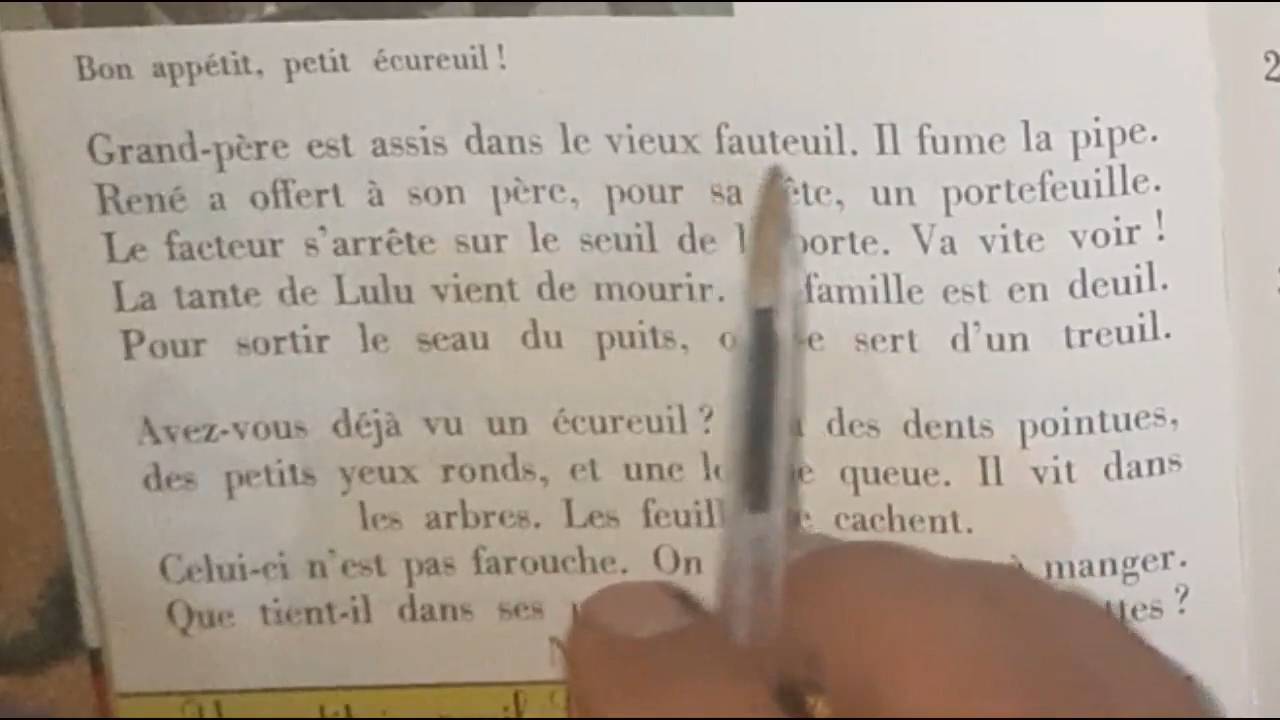 Bon appétit, petit écureuil !
Grand-père est assis dans le vieux fauteuil. Il fume la pipe.
René a offert à son père, pour sa fête, un portefeuille.
Le facteur s'arrête sur le seuil de la porte. Va vite voir !
La tante de Lulu vient de mourir. famille est en deuil.
Pour sortir le seau du puits, sert d'un treuil.
Avez-vous déjà vu un écureuil ? des dents pointues,
des petits yeux ronds, et une queue. Il vit dans
les arbres. Les cachent.
Celui-ci n'est pas farouche. On manger.
Que tient-il dans ses
2